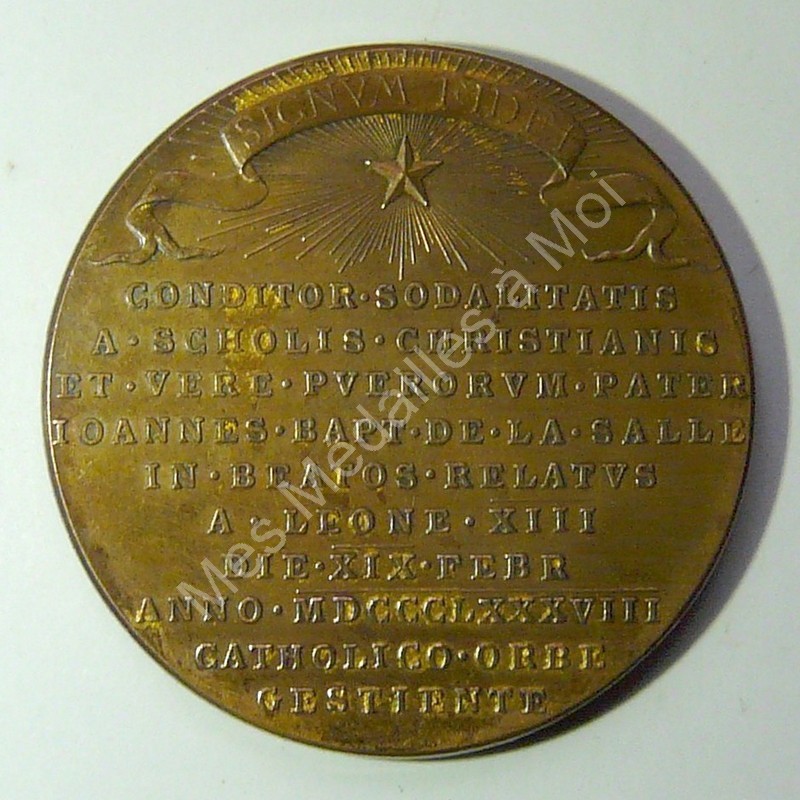 SIGNVM FIDEI
CONDITOR·SODALITATIS
A·SCHOLIS·CHRISTIANIS
ET·VERE·PVERORVM·PATER
IOANNES·BAPT·DE·LA·SALLE
IN·BEATOS·RELATVS
A·LEONE·XIII
DIE·XIX·FEBR
ANNO·MDCCCLXXXVIII
CATHOLICO·ORBE
GESTIENTE
Mes Medailles à Moi